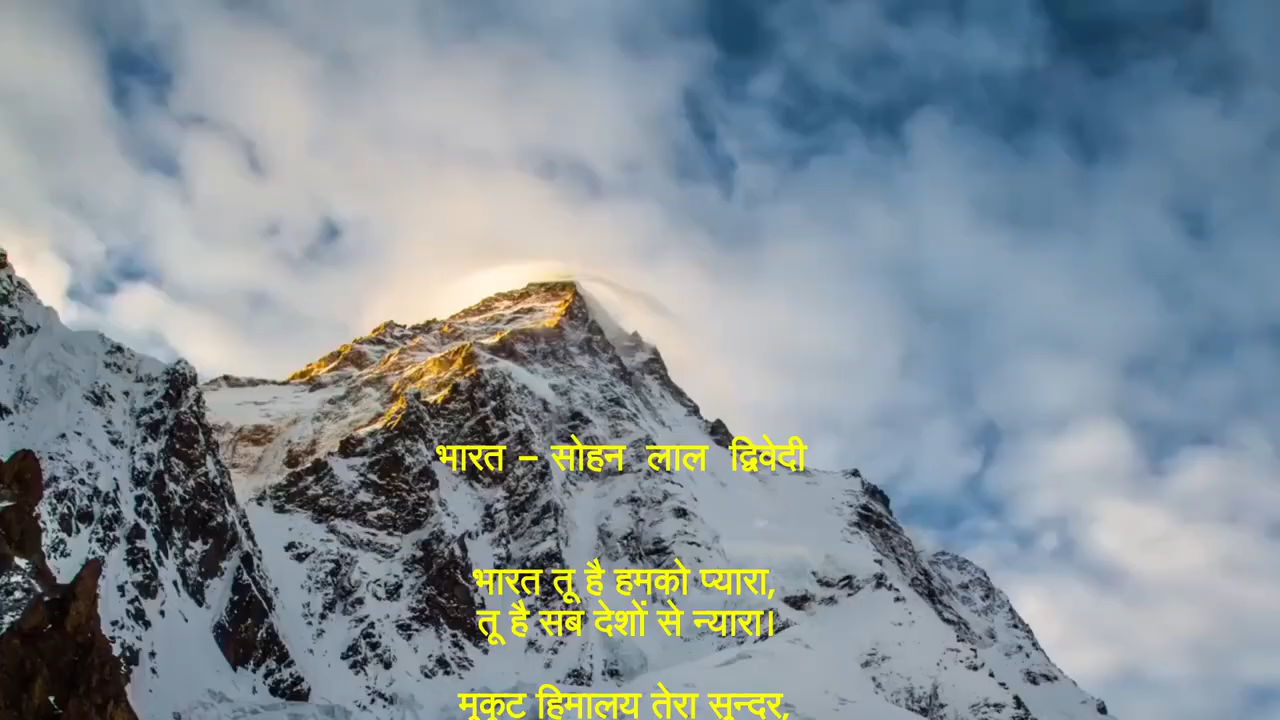 भारत – सोहन लाल द्विवेदी
भारत तू है हमको प्यारा,
तू है सब देशों से न्यारा।
मुकुट हिमालय तेरा सुन्दर,